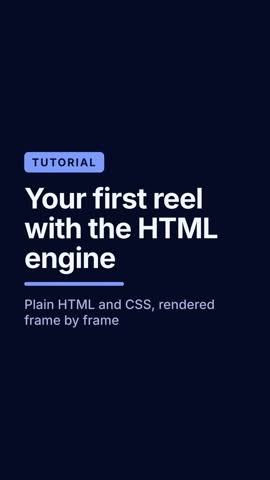 TUTORIAL
Your first reel
with the HTML
engine
Plain HTML and CSS, rendered
frame by frame